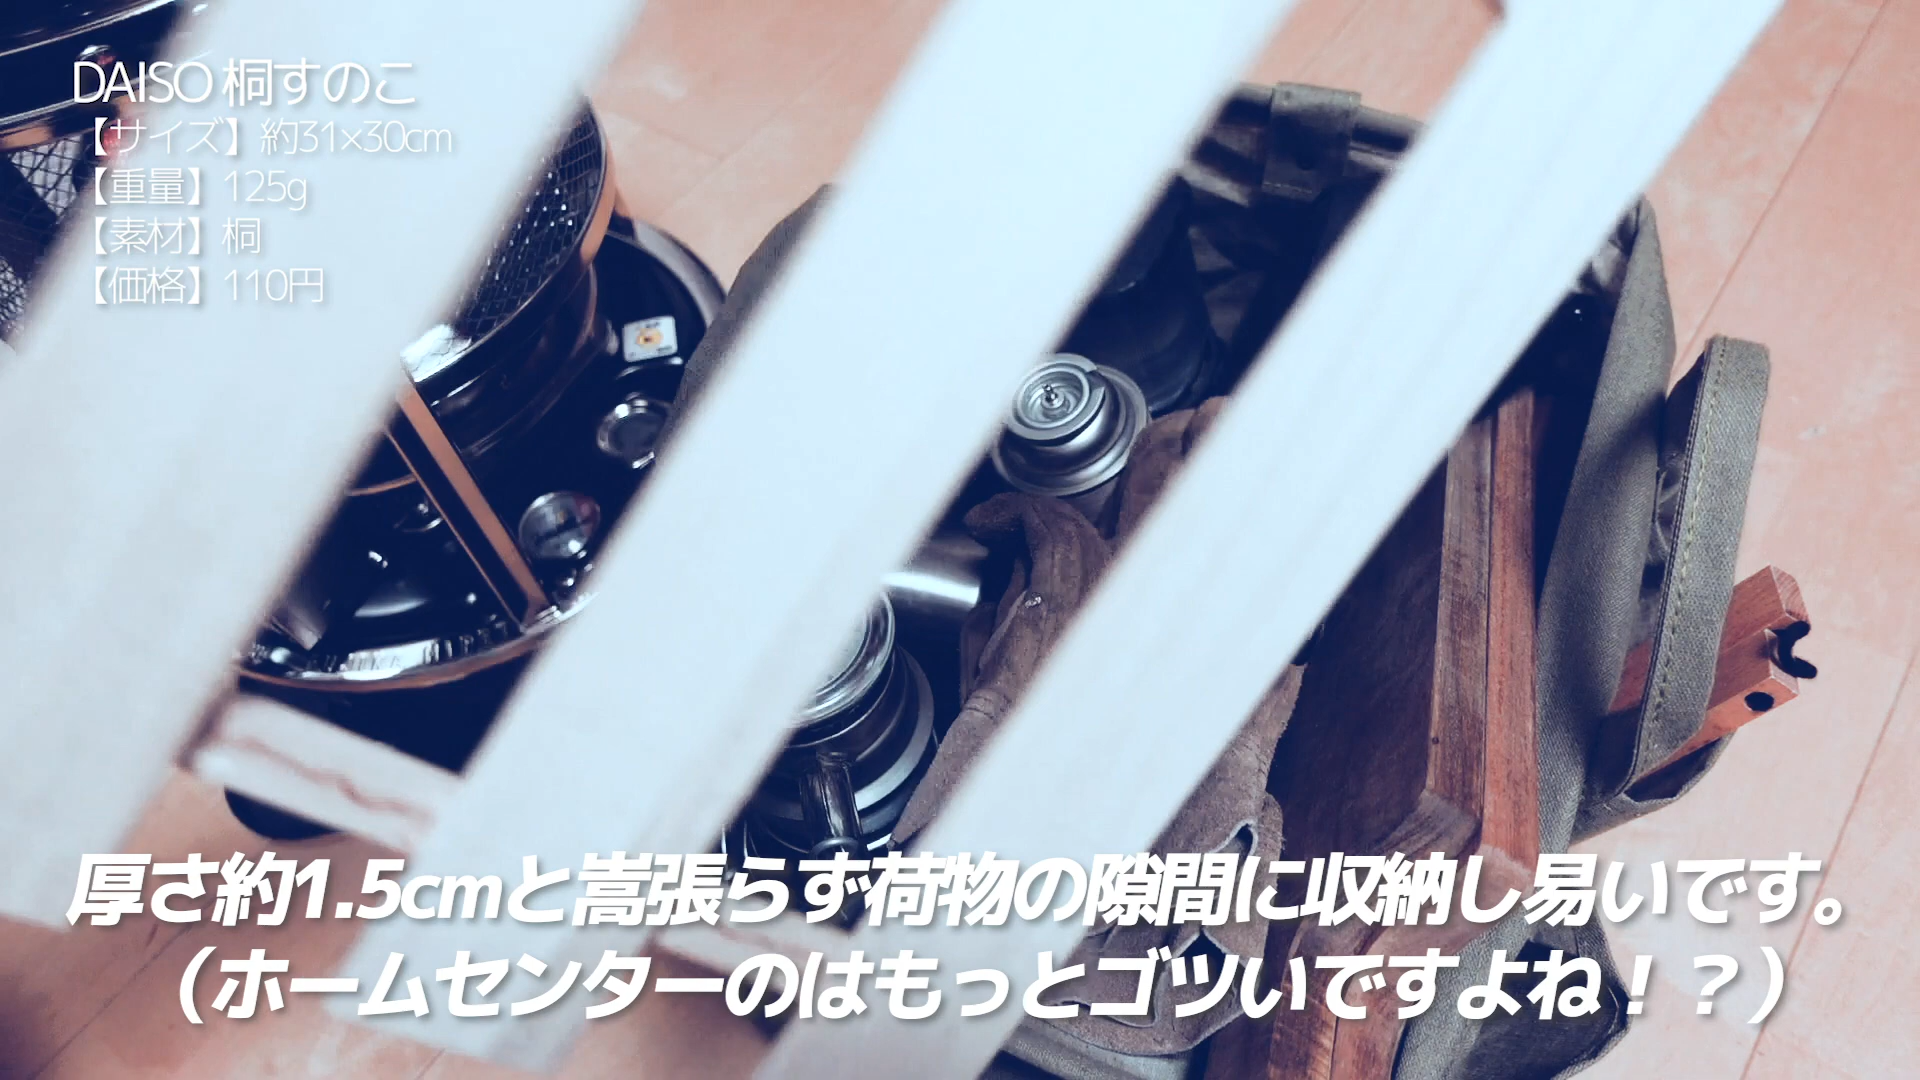 DAISO 桐すのこ
【サイズ】約31×30cm
【重量】125g
【素材】桐
【価格】110円
厚さ約1.5cmと嵩張らず荷物の隙間に収納し易いです。
（ホームセンターのはもっとゴツいですよね！？）